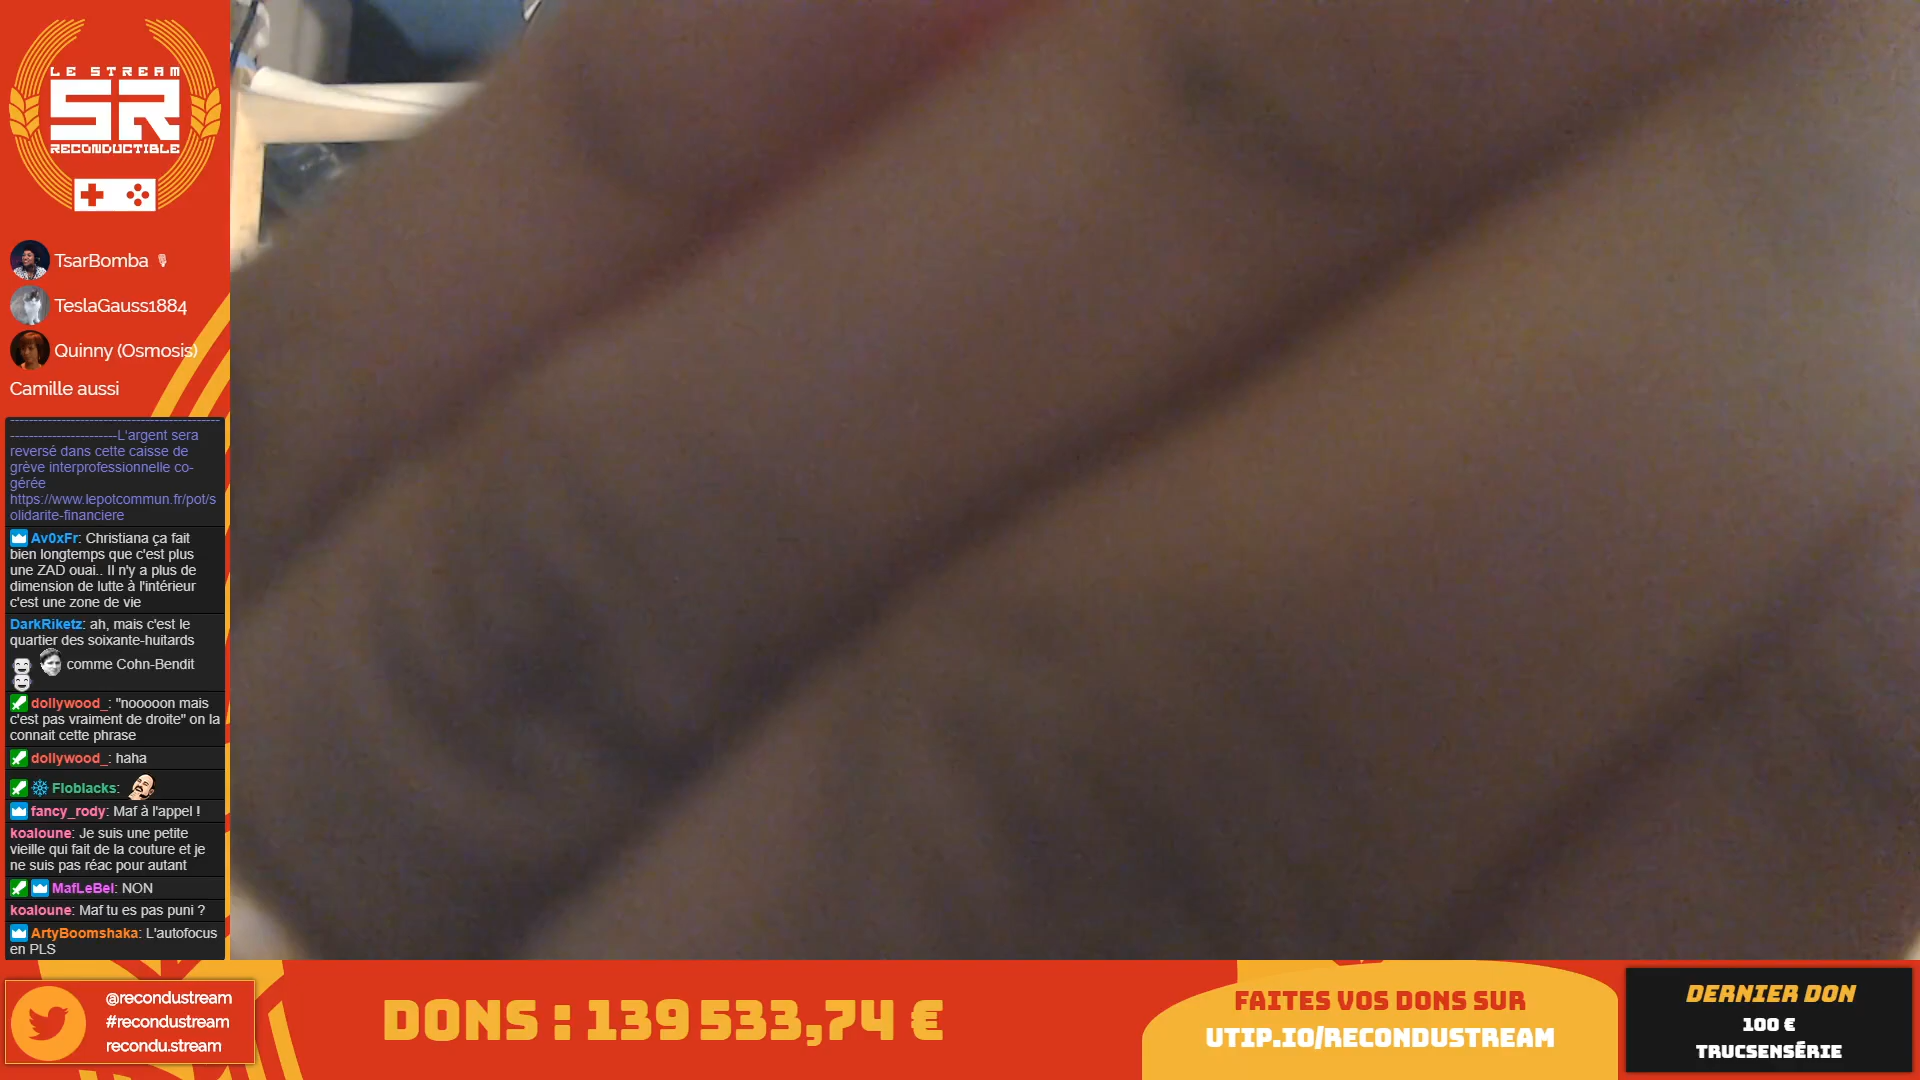 LE STREAM
SR
RECONDUCTIBLE
TsarBomba
TeslaGauss1884
Quinny (Osmosis)
Camille aussi
-----------------------L'argent sera
reversé dans cette caisse de
grève interprofessionnelle co-
gérée
https://www.lepotcommun.fr/pot/s
olidarite-financiere
Av0xFr: Christiana ça fait
bien longtemps que c'est plus
une ZAD ouai.. Il n'y a plus de
dimension de lutte à l'intérieur
c'est une zone de vie
DarkRiketz: ah, mais c'est le
quartier des soixante-huitards
comme Cohn-Bendit
dollywood_: "nooooon mais
c'est pas vraiment de droite" on la
connait cette phrase
dollywood_: haha
Floblacks:
fancy_rody: Maf à l'appel !
koaloune: Je suis une petite
vieille qui fait de la couture et je
ne suis pas réac pour autant
MafLeBel: NON
koaloune: Maf tu es pas puni ?
ArtyBoomshaka: L'autofocus
en PLS
@recondustream
#recondustream
recondu.stream
DONS : 139 533,74 €
FAITES VOS DONS SUR
UTIP.IO/RECONDUSTREAM
DERNIER DON
100 €
TRUCSENSÉRIE